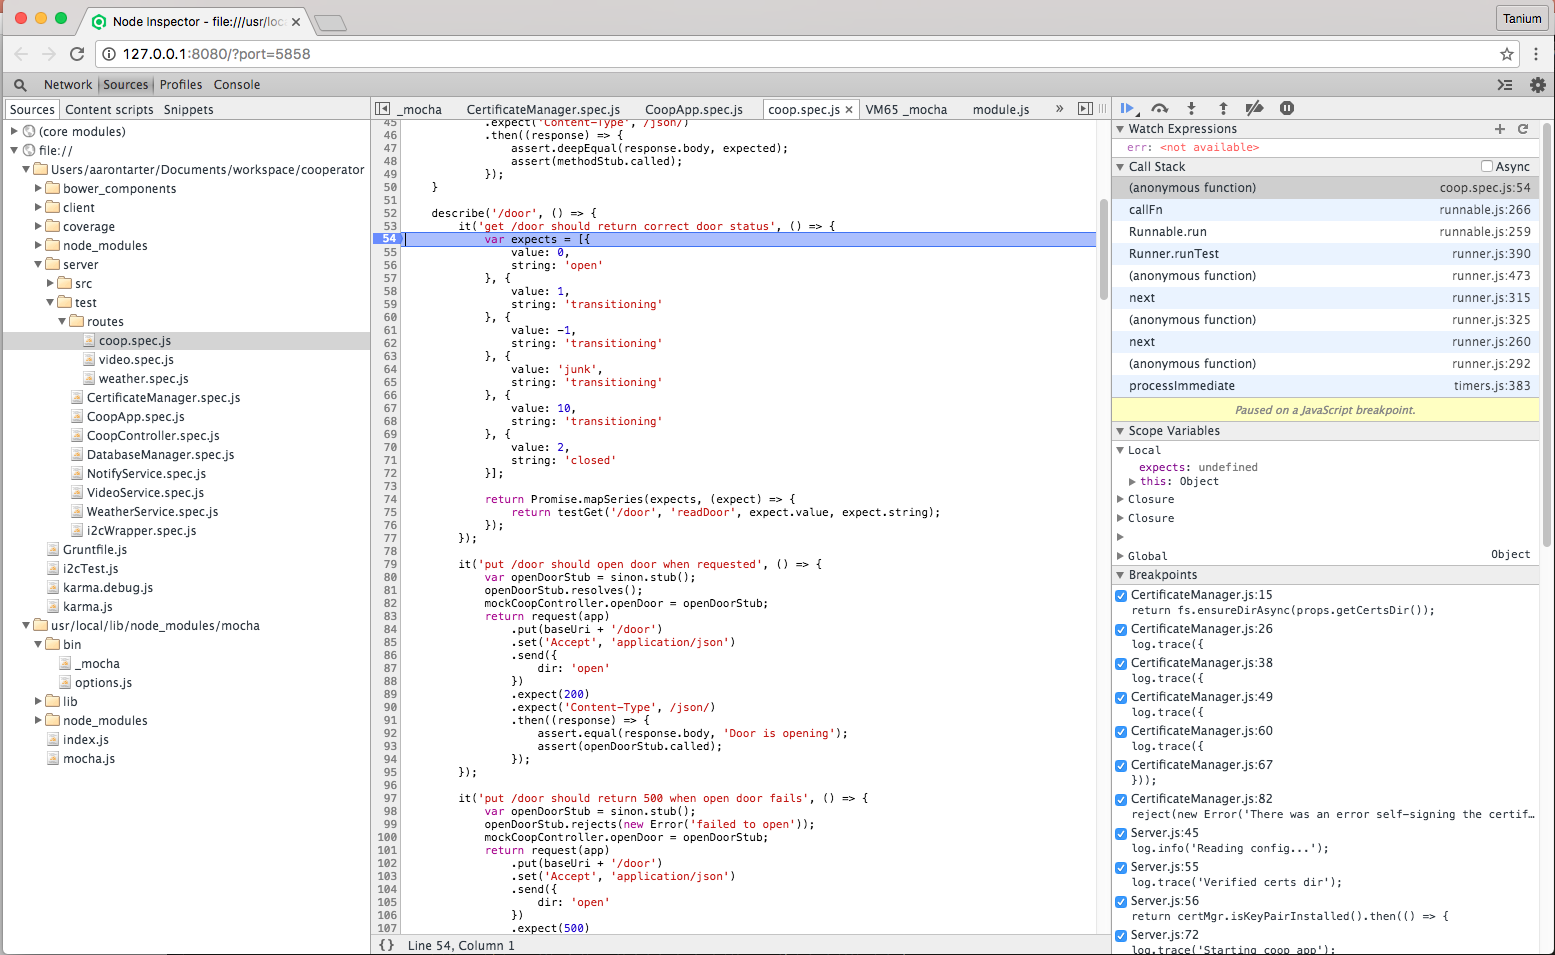 Node Inspector - file:///usr/loc
Tanium
127.0.0.1:8080/?port=5858
Network Sources Profiles Console
Sources Content scripts Snippets
(core modules)
file://
Users/aarontarter/Documents/workspace/cooperator
bower_components
client
coverage
node_modules
server
src
test
routes
coop.spec.js
video.spec.js
weather.spec.js
CertificateManager.spec.js
CoopApp.spec.js
CoopController.spec.js
DatabaseManager.spec.js
NotifyService.spec.js
VideoService.spec.js
WeatherService.spec.js
i2cWrapper.spec.js
Gruntfile.js
i2cTest.js
karma.debug.js
karma.js
usr/local/lib/node_modules/mocha
bin
_mocha
options.js
lib
node_modules
index.js
mocha.js
_mocha CertificateManager.spec.js CoopApp.spec.js coop.spec.js × VM65 _mocha module.js »
45 .expect('Content-Type', /json/)
46 .then((response) => {
47 assert.deepEqual(response.body, expected);
48 assert(methodStub.called);
49 });
50 }
51
52 describe('/door', () => {
53 it('get /door should return correct door status', () => {
54 var expects = [{
55 value: 0,
56 string: 'open'
57 }, {
58 value: 1,
59 string: 'transitioning'
60 }, {
61 value: -1,
62 string: 'transitioning'
63 }, {
64 value: 'junk',
65 string: 'transitioning'
66 }, {
67 value: 10,
68 string: 'transitioning'
69 }, {
70 value: 2,
71 string: 'closed'
72 }];
73
74 return Promise.mapSeries(expects, (expect) => {
75 return testGet('/door', 'readDoor', expect.value, expect.string);
76 });
77 });
78
79 it('put /door should open door when requested', () => {
80 var openDoorStub = sinon.stub();
81 openDoorStub.resolves();
82 mockCoopController.openDoor = openDoorStub;
83 return request(app)
84 .put(baseUri + '/door')
85 .set('Accept', 'application/json')
86 .send({
87 dir: 'open'
88 })
89 .expect(200)
90 .expect('Content-Type', /json/)
91 .then((response) => {
92 assert.equal(response.body, 'Door is opening');
93 assert(openDoorStub.called);
94 });
95 });
96
97 it('put /door should return 500 when open door fails', () => {
98 var openDoorStub = sinon.stub();
99 openDoorStub.rejects(new Error('failed to open'));
100 mockCoopController.openDoor = openDoorStub;
101 return request(app)
102 .put(baseUri + '/door')
103 .set('Accept', 'application/json')
104 .send({
105 dir: 'open'
106 })
107 .expect(500)
{} Line 54, Column 1
Watch Expressions
err: <not available>
Call Stack Async
(anonymous function) coop.spec.js:54
callFn runnable.js:266
Runnable.run runnable.js:259
Runner.runTest runner.js:390
(anonymous function) runner.js:473
next runner.js:315
(anonymous function) runner.js:325
next runner.js:260
(anonymous function) runner.js:292
processImmediate timers.js:383
Paused on a JavaScript breakpoint.
Scope Variables
Local
expects: undefined
this: Object
Closure
Closure
Global Object
Breakpoints
CertificateManager.js:15
return fs.ensureDirAsync(props.getCertsDir());
CertificateManager.js:26
log.trace({
CertificateManager.js:38
log.trace({
CertificateManager.js:49
log.trace({
CertificateManager.js:60
log.trace({
CertificateManager.js:67
}));
CertificateManager.js:82
reject(new Error('There was an error self-signing the certif…
Server.js:45
log.info('Reading config...');
Server.js:55
log.trace('Verified certs dir');
Server.js:56
return certMgr.isKeyPairInstalled().then(() => {
Server.js:72
log.trace('Starting coop app');